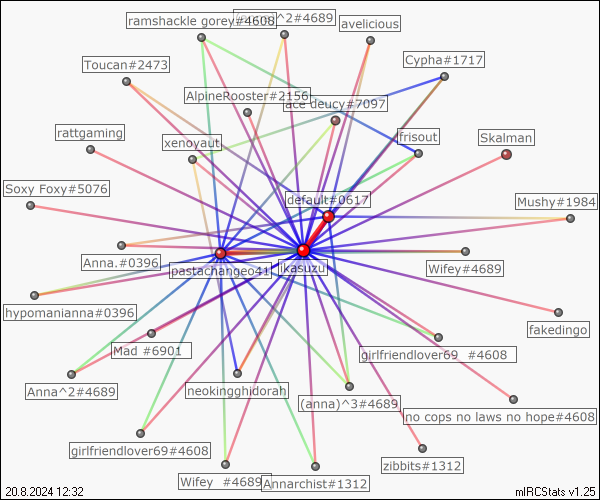 ramshackle gorey#4608
^2#4689
avelicious
Toucan#2473
Cypha#1717
AlpineRooster#2156
ace deucy#7097
rattgaming
xenoyaut
frisout
Skalman
Soxy Foxy#5076
default#0617
Mushy#1984
Anna.#0396
pastachangeo41
ikasuzu
Wifey#4689
hypomanianna#0396
fakedingo
Mad #6901
girlfriendlover69 #4608
Anna^2#4689
neokingghidorah
(anna)^3#4689
no cops no laws no hope#4608
girlfriendlover69#4608
zibbits#1312
Wifey #4689
Annarchist#1312
20.8.2024 12:32
mIRCStats v1.25